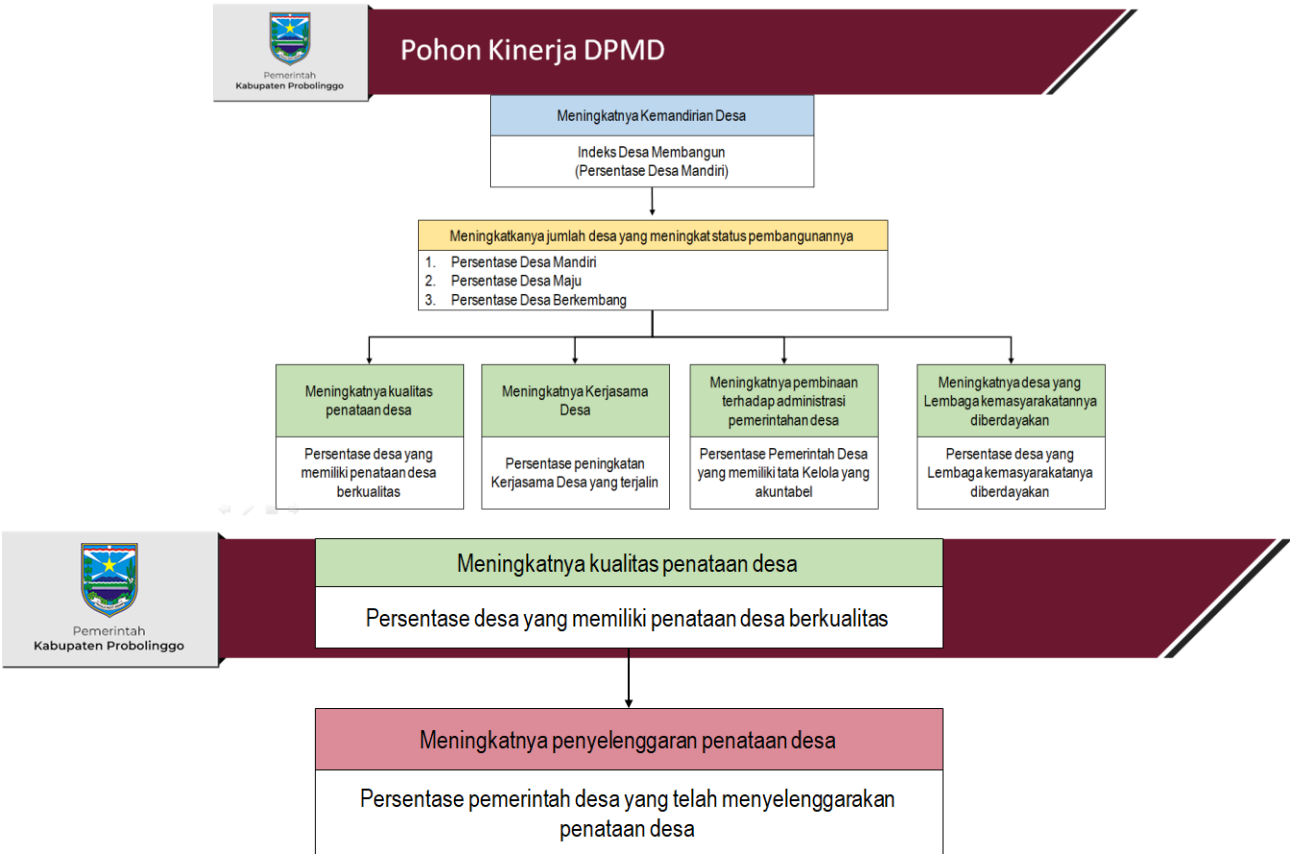 Pemerintah
Kabupaten Probolinggo
Pohon Kinerja DPMD
Meningkatnya Kemandirian Desa
Indeks Desa Membangun
(Persentase Desa Mandiri)
Meningkatkanya jumlah desa yang meningkat status pembangunannya
1. Persentase Desa Mandiri
2. Persentase Desa Maju
3. Persentase Desa Berkembang
Meningkatnya kualitas
penataan desa
Persentase desa yang
memiliki penataan desa
berkualitas
Meningkatnya Kerjasama
Desa
Persentase peningkatan
Kerjasama Desa yang terjalin
Meningkatnya pembinaan
terhadap administrasi
pemerintahan desa
Persentase Pemerintah Desa
yang memiliki tata Kelola yang
akuntabel
Meningkatnya desa yang
Lembaga kemasyarakatannya
diberdayakan
Persentase desa yang
Lembaga kemasyarakatanya
diberdayakan
Pemerintah
Kabupaten Probolinggo
Meningkatnya kualitas penataan desa
Persentase desa yang memiliki penataan desa berkualitas
Meningkatnya penyelenggaran penataan desa
Persentase pemerintah desa yang telah menyelenggarakan
penataan desa